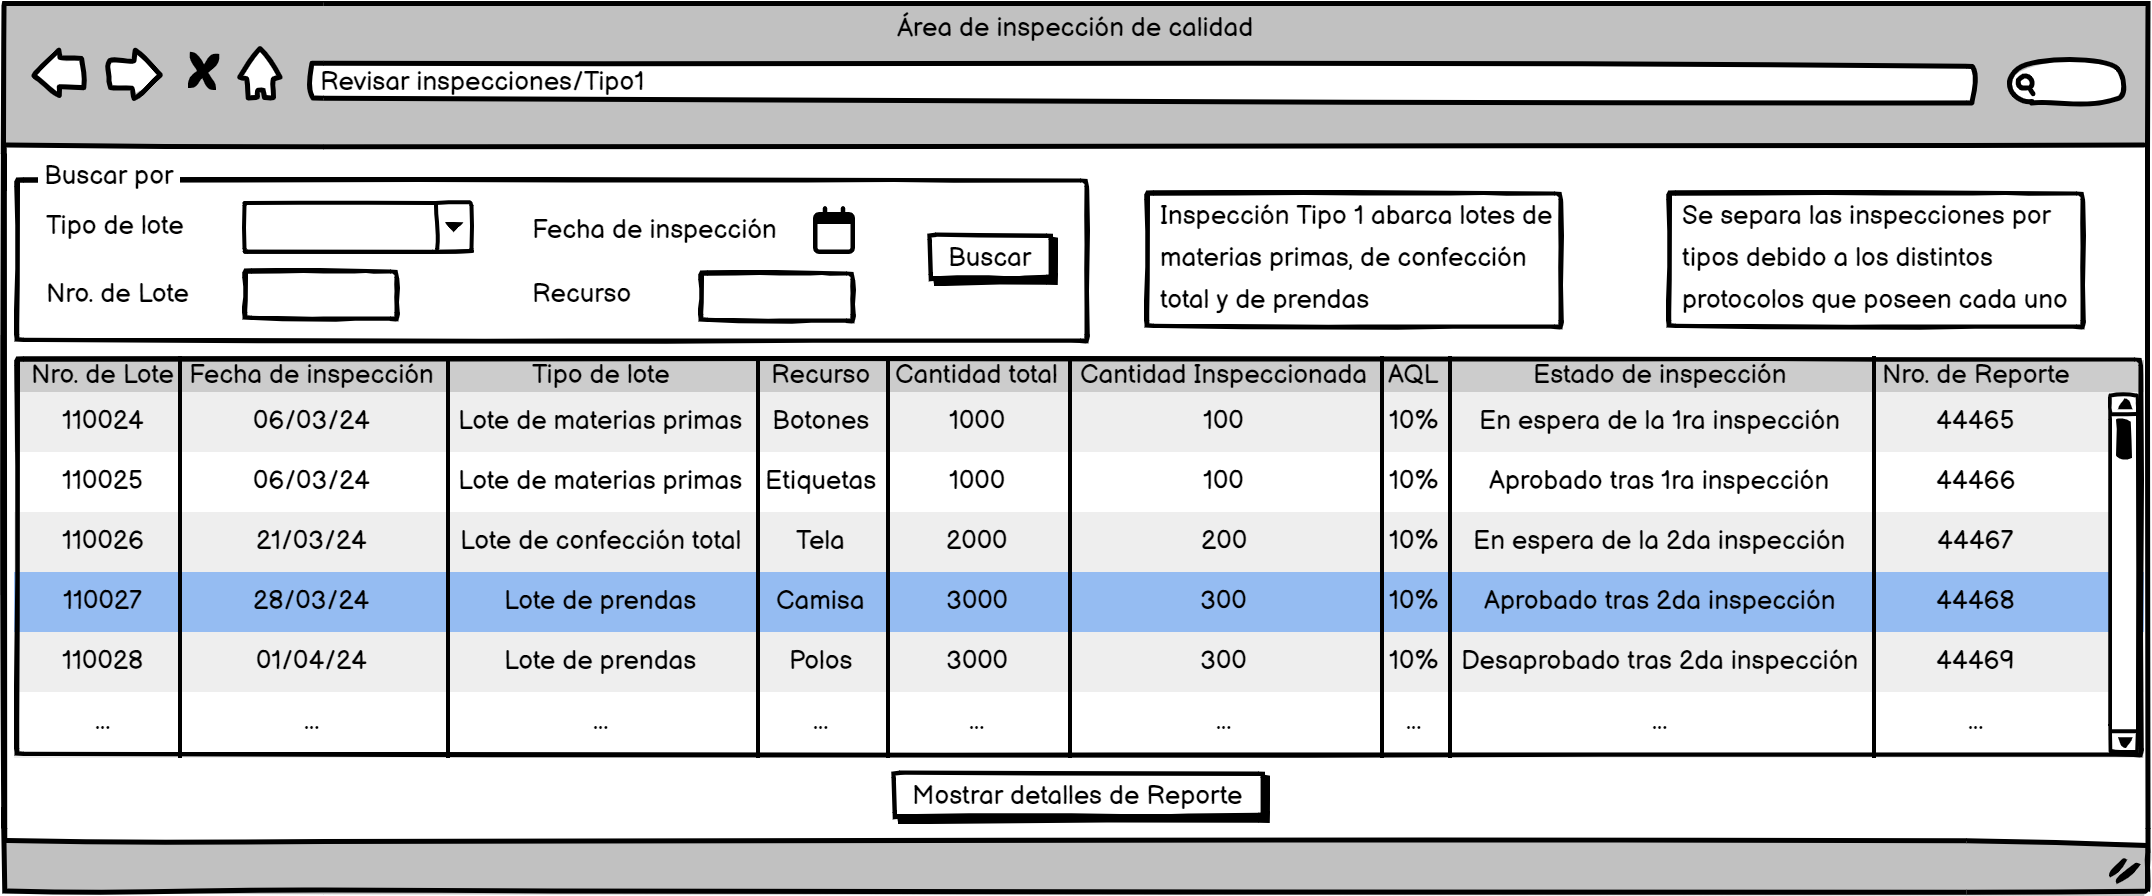 Área de inspección de calidad
Revisar inspecciones/Tipo1
Buscar por
Tipo de lote
Fecha de inspección
Nro. de Lote
Recurso
Buscar
Inspección Tipo 1 abarca lotes de
materias primas, de confección
total y de prendas
Se separa las inspecciones por
tipos debido a los distintos
protocolos que poseen cada uno
Nro. de Lote Fecha de inspección Tipo de lote Recurso Cantidad total Cantidad Inspeccionada AQL Estado de inspección Nro. de Reporte
110024 06/03/24 Lote de materias primas Botones 1000 100 10% En espera de la 1ra inspección 44465
110025 06/03/24 Lote de materias primas Etiquetas 1000 100 10% Aprobado tras 1ra inspección 44466
110026 21/03/24 Lote de confección total Tela 2000 200 10% En espera de la 2da inspección 44467
110027 28/03/24 Lote de prendas Camisa 3000 300 10% Aprobado tras 2da inspección 44468
110028 01/04/24 Lote de prendas Polos 3000 300 10% Desaprobado tras 2da inspección 44469
... ... ... ... ... ... ... ... ...
Mostrar detalles de Reporte